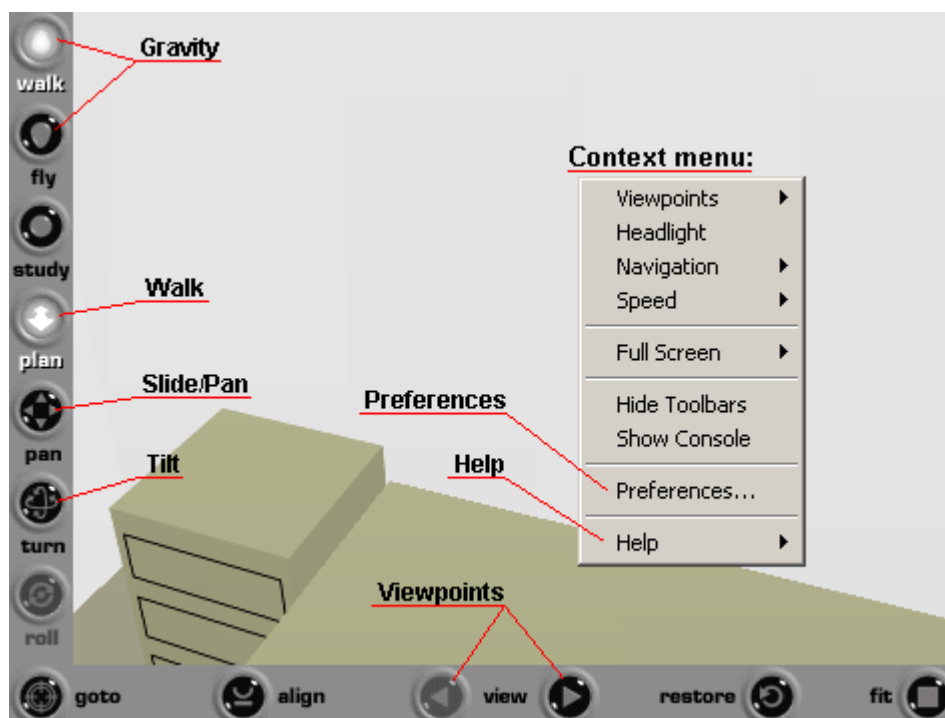 Gravity
walk
fly
study
Walk
plan
Slide/Pan
pan
Tilt
turn
roll
Context menu:
Viewpoints
Headlight
Navigation
Speed
Full Screen
Hide Toolbars
Show Console
Preferences...
Help
Preferences
Help
Viewpoints
goto
align
view
restore
fit